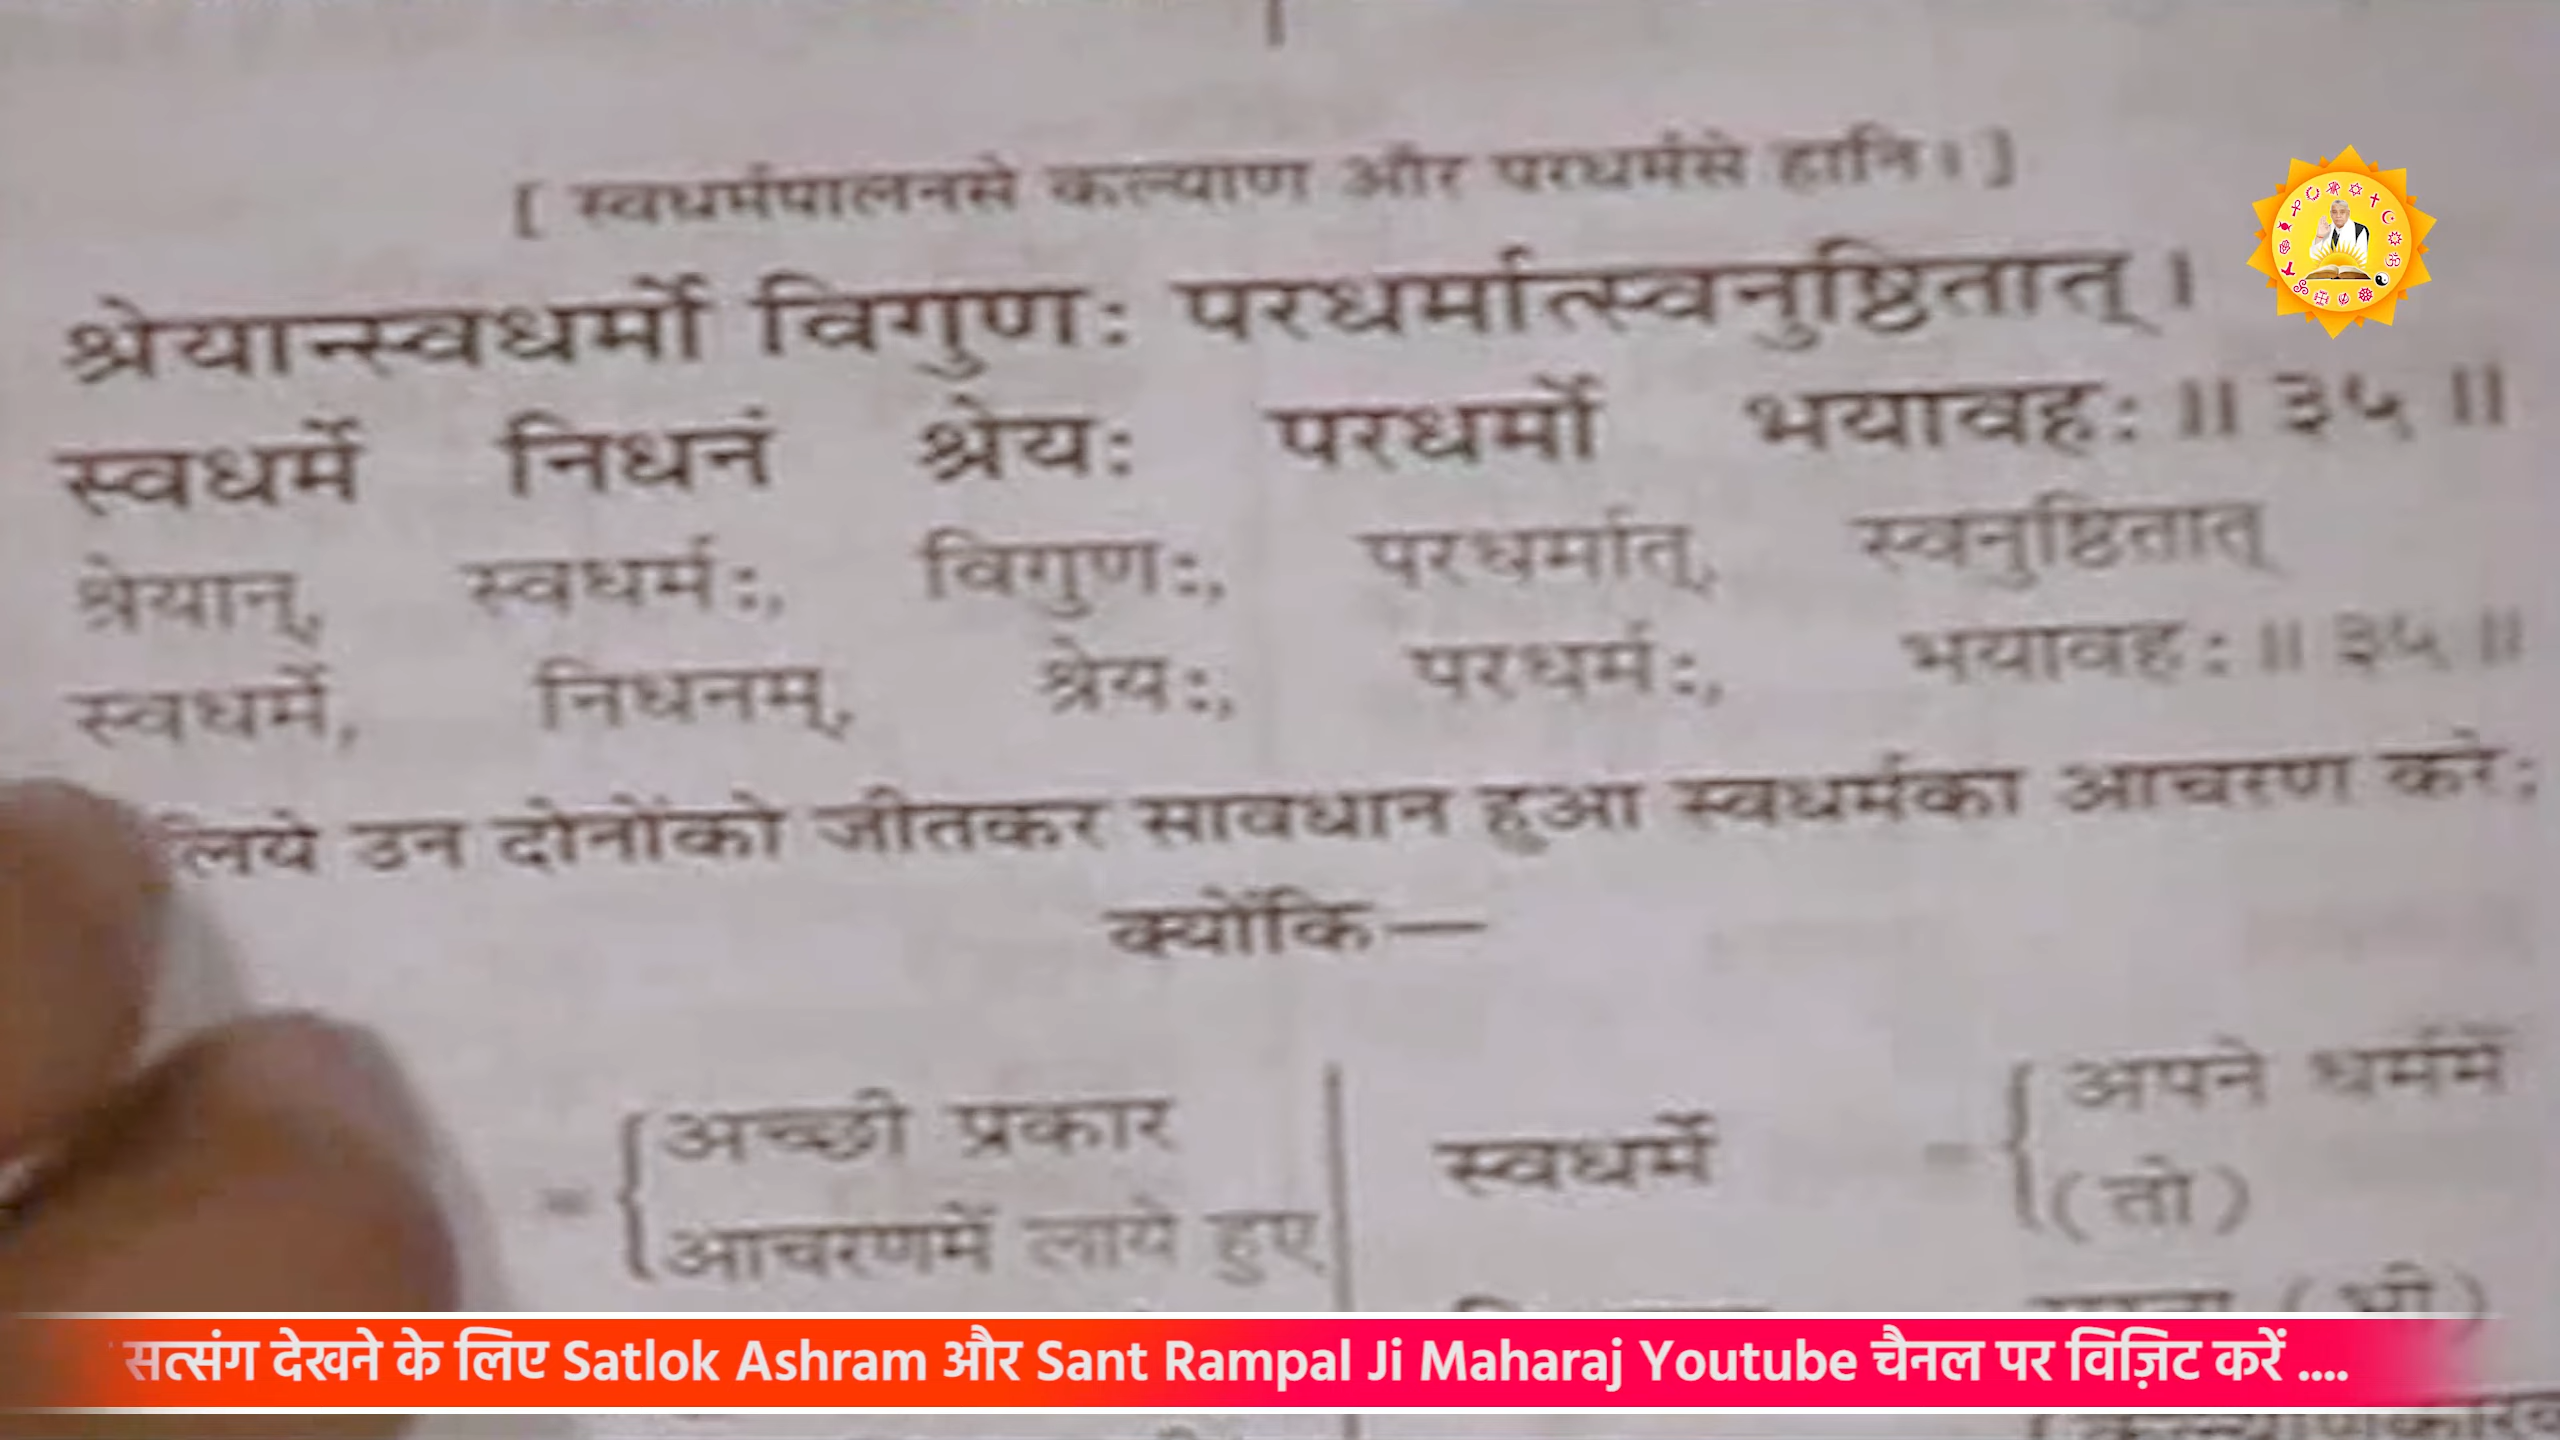 [ स्वधर्मपालनसे कल्याण और परधर्मसे हानि। ]
श्रेयान्स्वधर्मो विगुणः परधर्मात्स्वनुष्ठितात् ।
स्वधर्मे निधनं श्रेयः परधर्मो भयावहः ॥ ३५ ॥
श्रेयान्, स्वधर्मः, विगुणः, परधर्मात्, स्वनुष्ठितात्
स्वधर्मे, निधनम्, श्रेयः, परधर्मः, भयावहः ॥ ३५ ॥
लिये उन दोनोंको जीतकर सावधान हुआ स्वधर्मका आचरण करे;
क्योंकि—
= { अच्छी प्रकार
आचरणमें लाये हुए
स्वधर्मे = { अपने धर्ममें
(तो)
(भी)
सत्संग देखने के लिए Satlok Ashram और Sant Rampal Ji Maharaj Youtube चैनल पर विज़िट करें ....